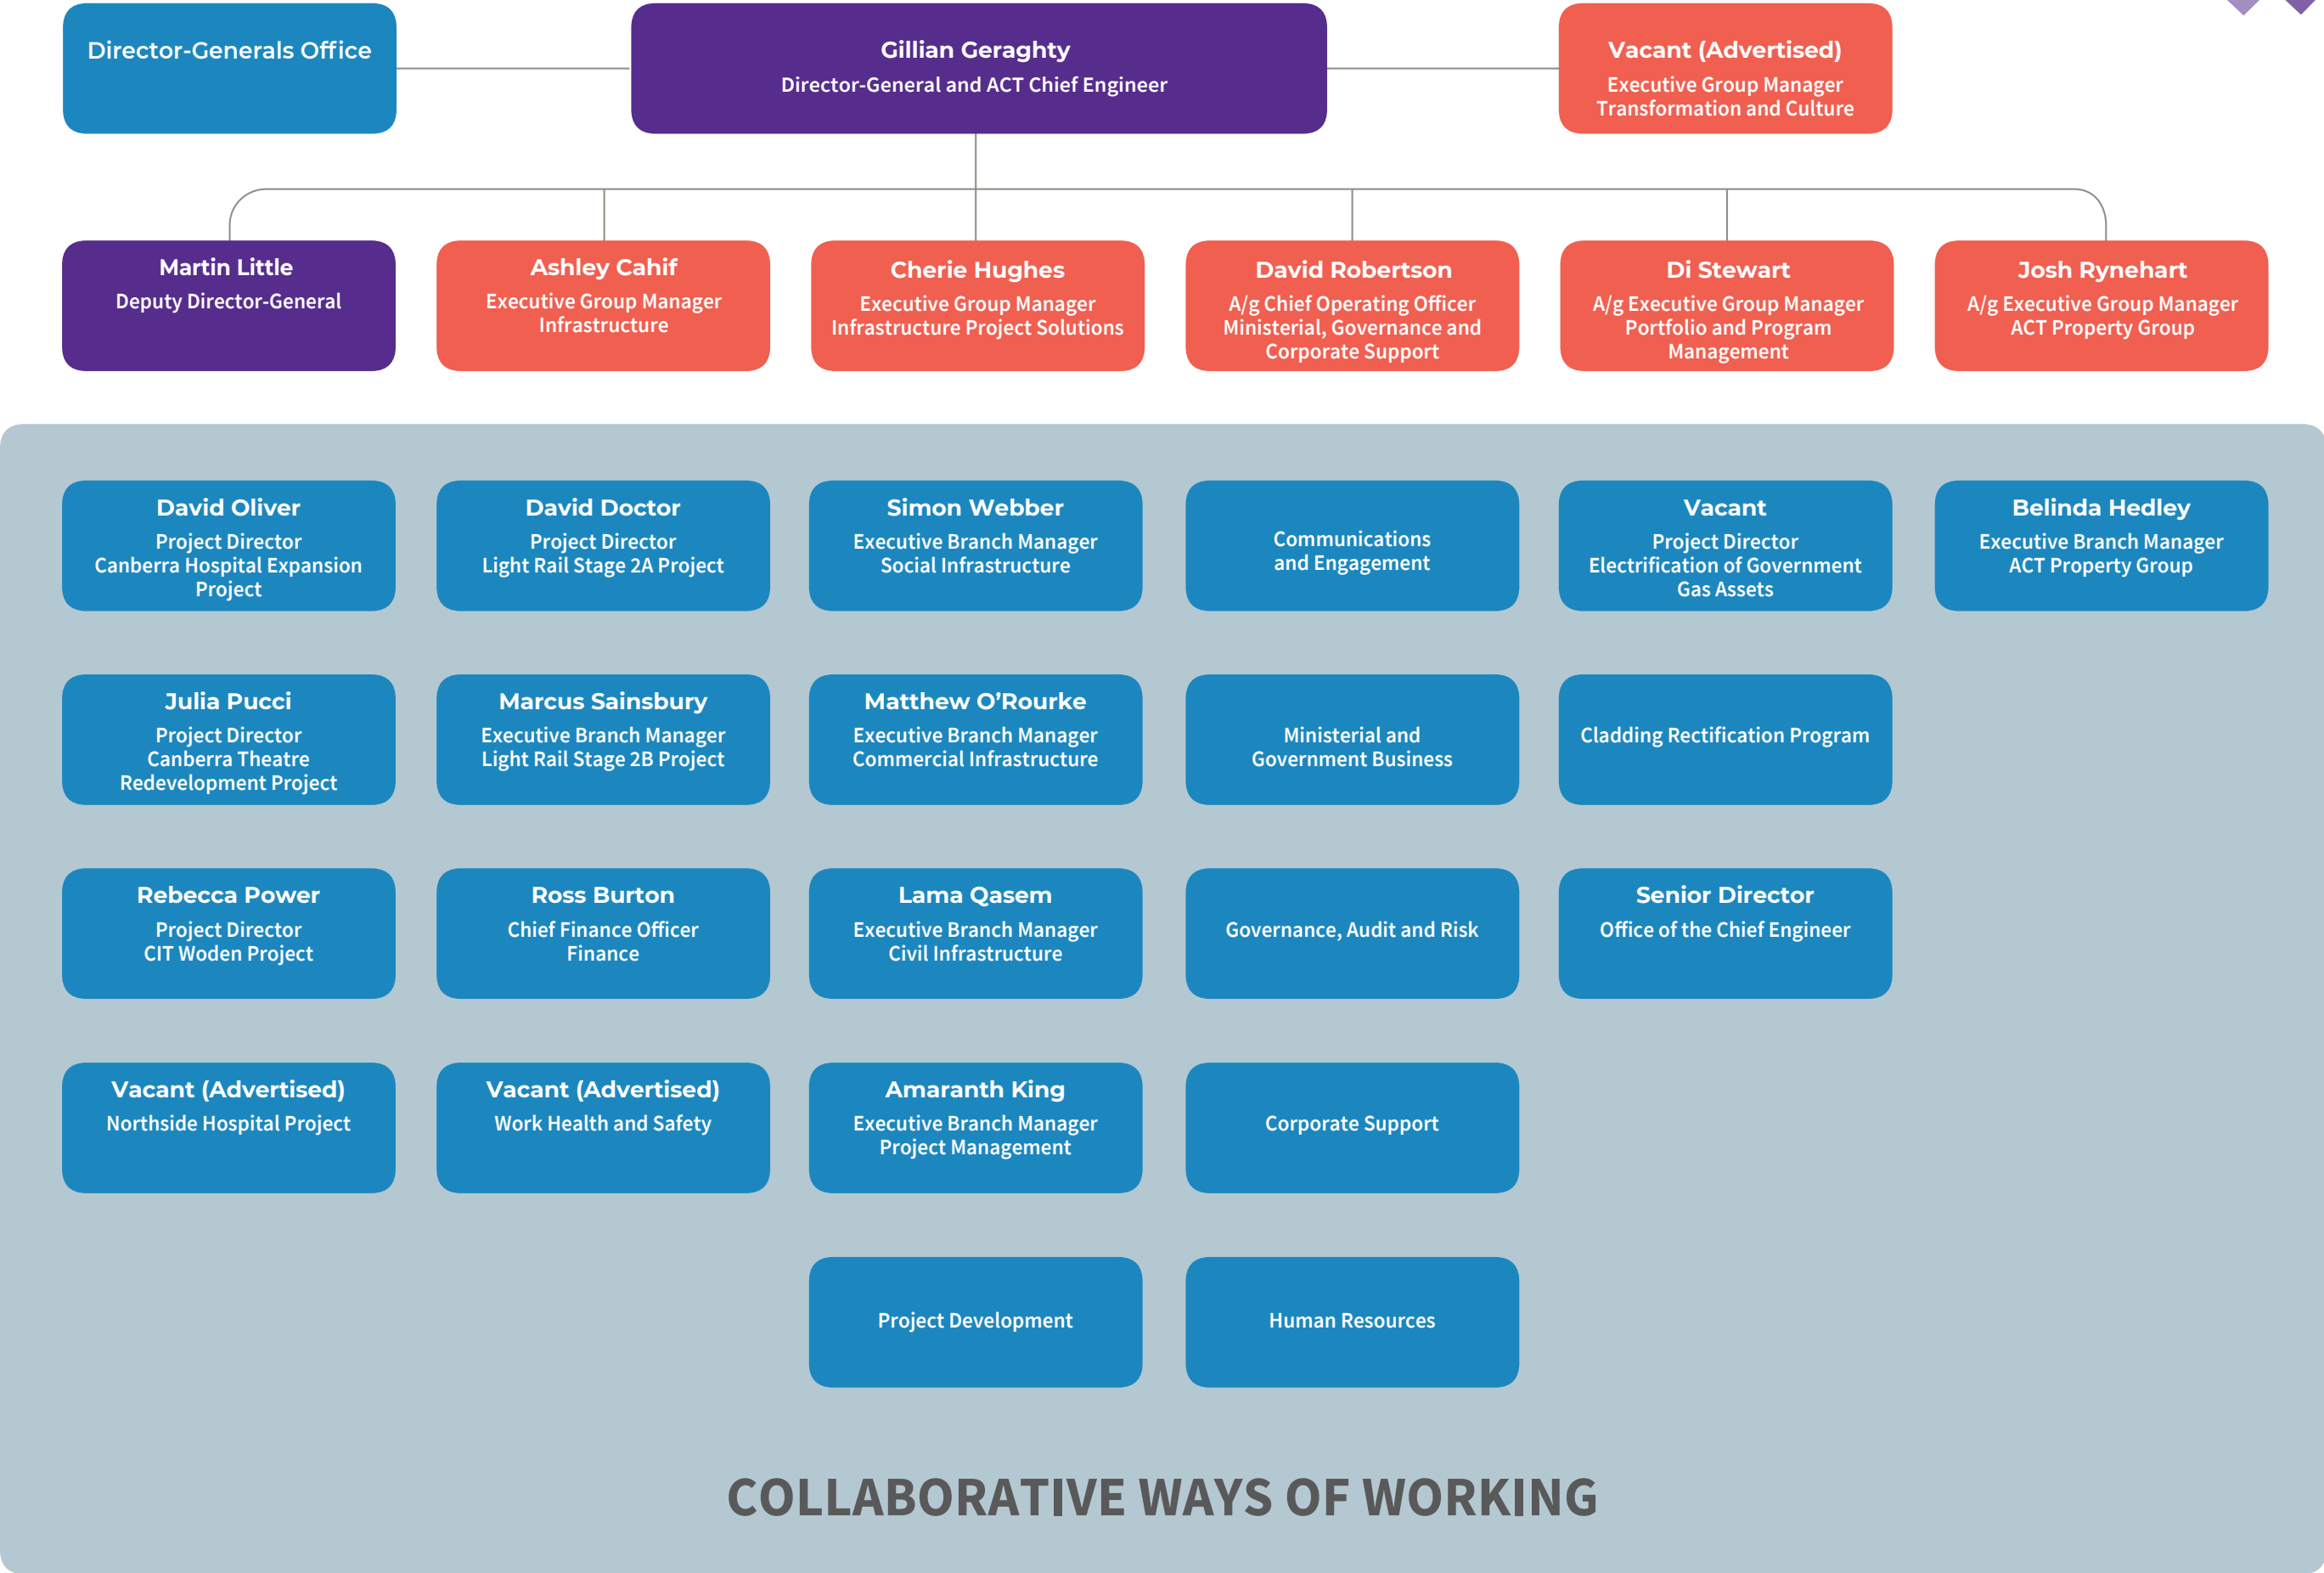 Director-Generals Office
Gillian Geraghty
Director-General and ACT Chief Engineer
Vacant (Advertised)
Executive Group Manager
Transformation and Culture
Martin Little
Deputy Director-General
Ashley Cahif
Executive Group Manager
Infrastructure
Cherie Hughes
Executive Group Manager
Infrastructure Project Solutions
David Robertson
A/g Chief Operating Officer
Ministerial, Governance and
Corporate Support
Di Stewart
A/g Executive Group Manager
Portfolio and Program
Management
Josh Rynehart
A/g Executive Group Manager
ACT Property Group
David Oliver
Project Director
Canberra Hospital Expansion
Project
David Doctor
Project Director
Light Rail Stage 2A Project
Simon Webber
Executive Branch Manager
Social Infrastructure
Communications
and Engagement
Vacant
Project Director
Electrification of Government
Gas Assets
Belinda Hedley
Executive Branch Manager
ACT Property Group
Julia Pucci
Project Director
Canberra Theatre
Redevelopment Project
Marcus Sainsbury
Executive Branch Manager
Light Rail Stage 2B Project
Matthew O’Rourke
Executive Branch Manager
Commercial Infrastructure
Ministerial and
Government Business
Cladding Rectification Program
Rebecca Power
Project Director
CIT Woden Project
Ross Burton
Chief Finance Officer
Finance
Lama Qasem
Executive Branch Manager
Civil Infrastructure
Governance, Audit and Risk
Senior Director
Office of the Chief Engineer
Vacant (Advertised)
Northside Hospital Project
Vacant (Advertised)
Work Health and Safety
Amaranth King
Executive Branch Manager
Project Management
Corporate Support
Project Development
Human Resources
COLLABORATIVE WAYS OF WORKING